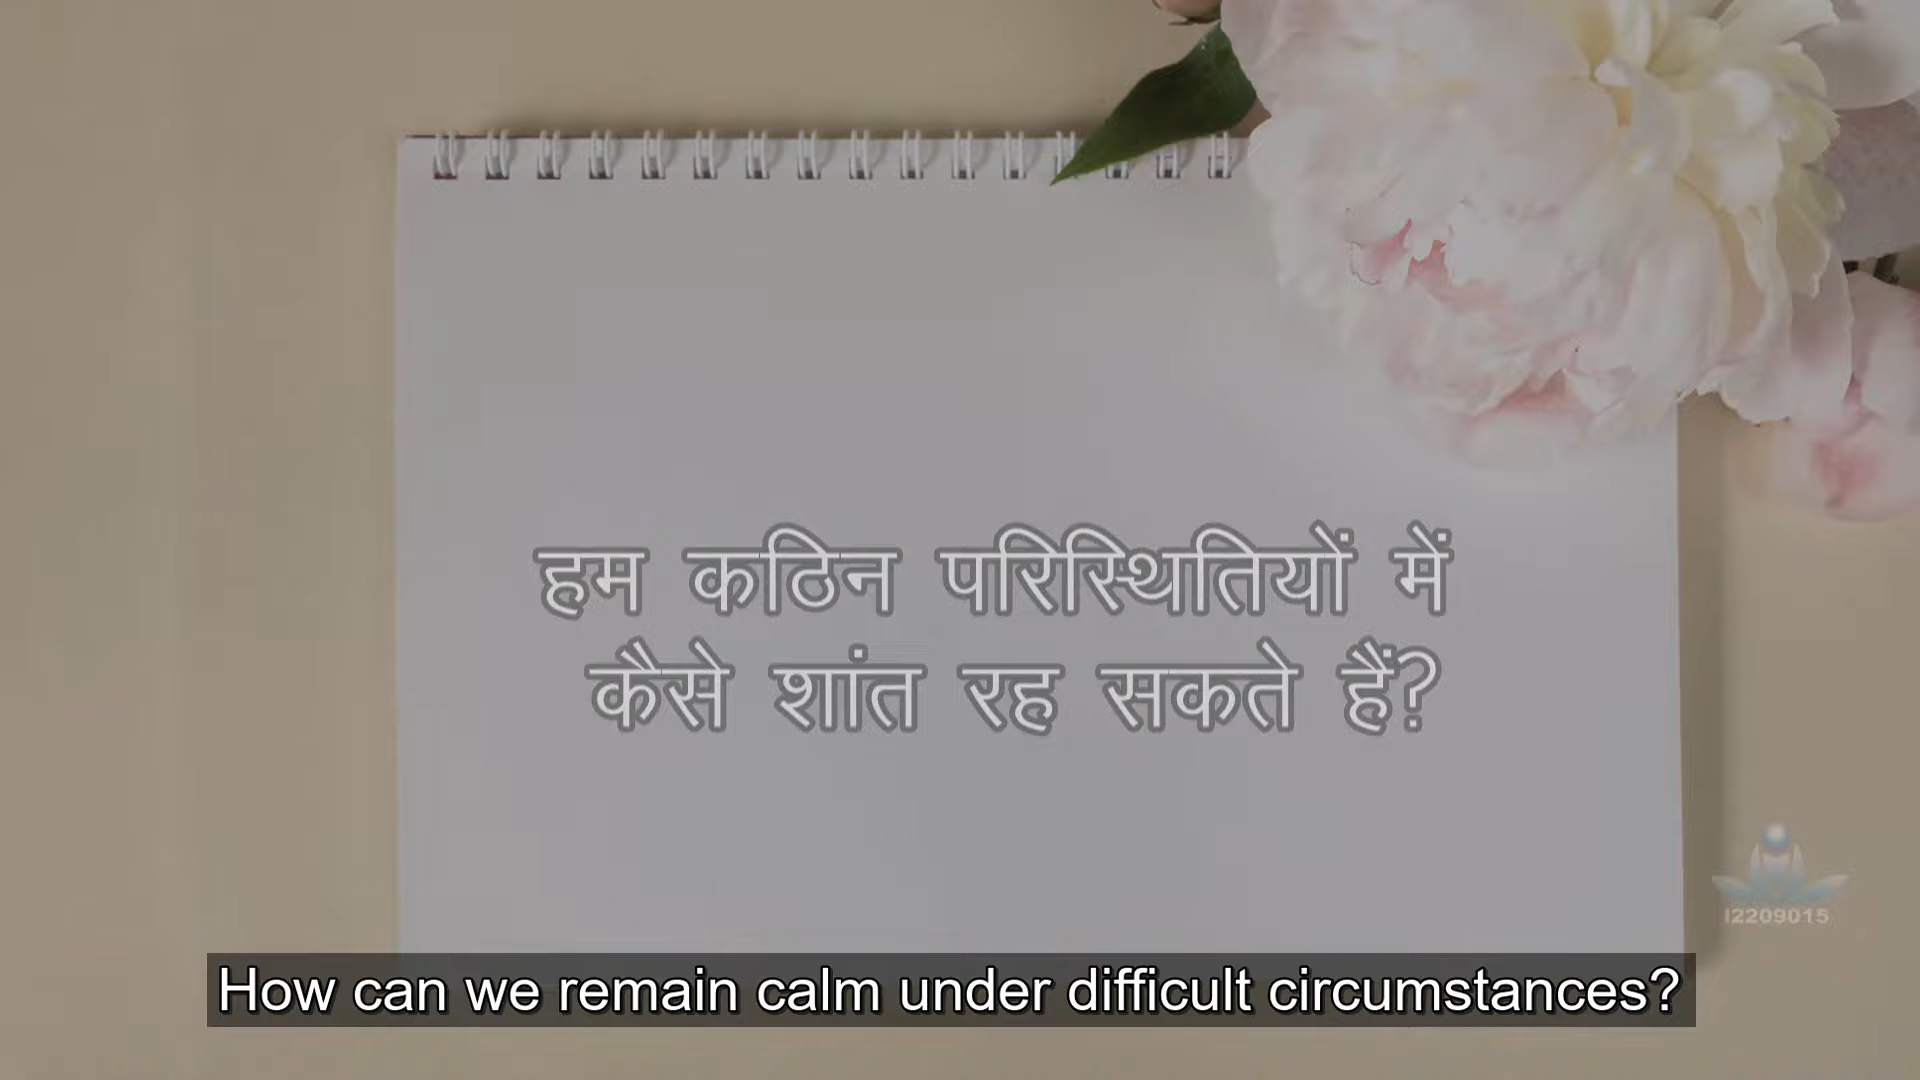 हम कठिन परिस्थितियों में
कैसे शांत रह सकते हैं?
I2209015
How can we remain calm under difficult circumstances?